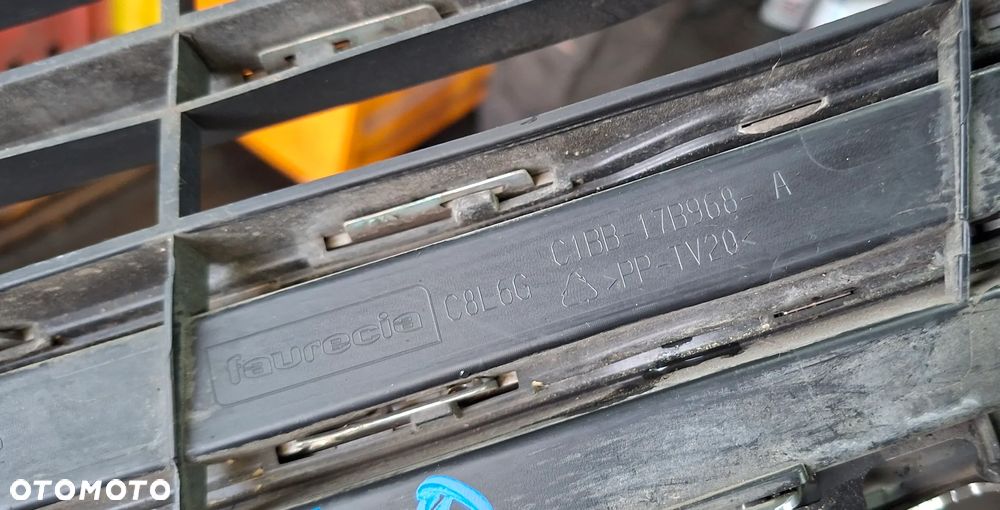 C1BB-17B968- A
C8L6G >PP-TV20<
faurecia
OTOMOTO